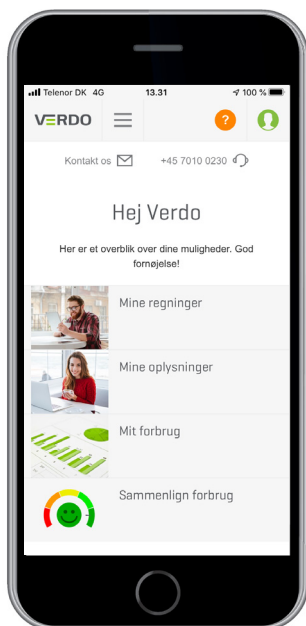 Telenor DK 4G 13.31 100 %
VERDO ?
Kontakt os +45 7010 0230
Hej Verdo
Her er et overblik over dine muligheder. God
fornøjelse!
Mine regninger
Mine oplysninger
Mit forbrug
Sammenlign forbrug